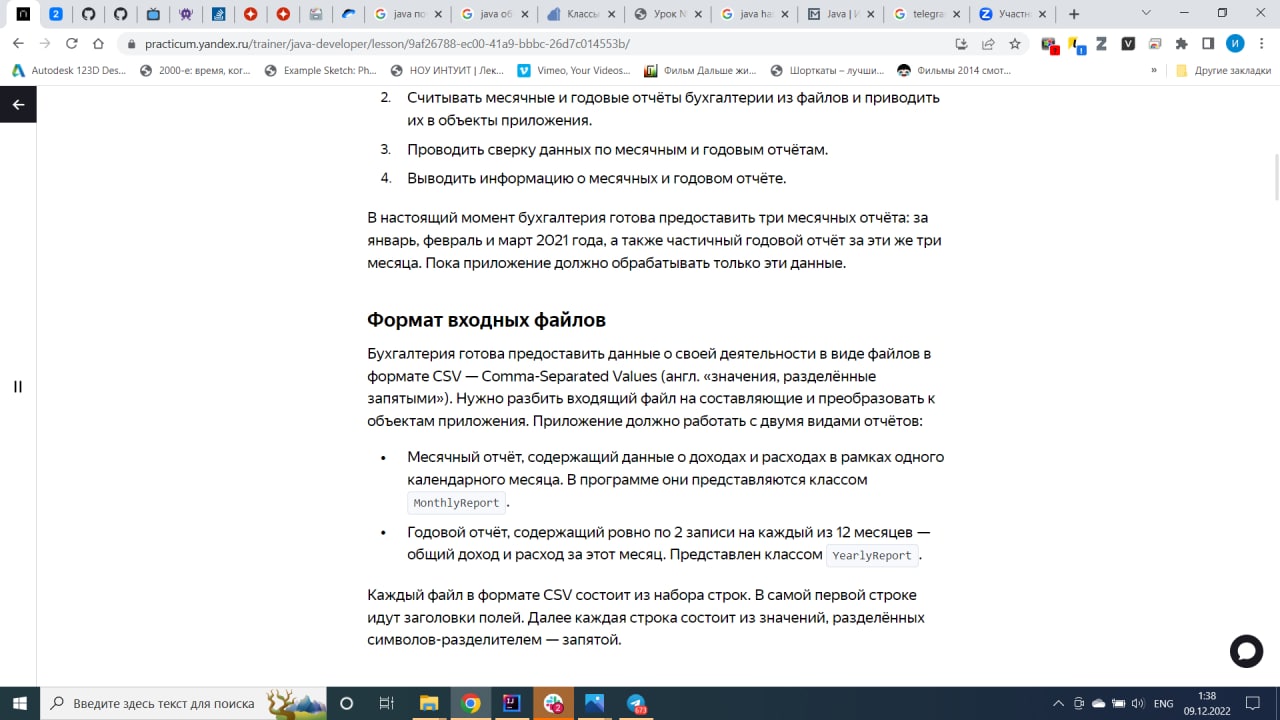 java по
java об
Классы
Урок N
java ha
Java | И
telegra
Участн
practicum.yandex.ru/trainer/java-developer/lesson/9af26786-ec00-41a9-bbbc-26d7c014553b/
Autodesk 123D Des...
2000-е: время, ког...
Example Sketch: Ph...
НОУ ИНТУИТ | Лек...
Vimeo, Your Videos...
Фильм Дальше жи...
Шорткаты – лучши...
Фильмы 2014 смот...
»
Другие закладки
2. Считывать месячные и годовые отчёты бухгалтерии из файлов и приводить
их в объекты приложения.
3. Проводить сверку данных по месячным и годовым отчётам.
4. Выводить информацию о месячных и годовом отчёте.
В настоящий момент бухгалтерия готова предоставить три месячных отчёта: за
январь, февраль и март 2021 года, а также частичный годовой отчёт за эти же три
месяца. Пока приложение должно обрабатывать только эти данные.
Формат входных файлов
Бухгалтерия готова предоставить данные о своей деятельности в виде файлов в
формате CSV — Comma-Separated Values (англ. «значения, разделённые
запятыми»). Нужно разбить входящий файл на составляющие и преобразовать к
объектам приложения. Приложение должно работать с двумя видами отчётов:
• Месячный отчёт, содержащий данные о доходах и расходах в рамках одного
календарного месяца. В программе они представляются классом
MonthlyReport.
• Годовой отчёт, содержащий ровно по 2 записи на каждый из 12 месяцев —
общий доход и расход за этот месяц. Представлен классом YearlyReport.
Каждый файл в формате CSV состоит из набора строк. В самой первой строке
идут заголовки полей. Далее каждая строка состоит из значений, разделённых
символов-разделителем — запятой.
Введите здесь текст для поиска
2
673
ENG
1:38
09.12.2022